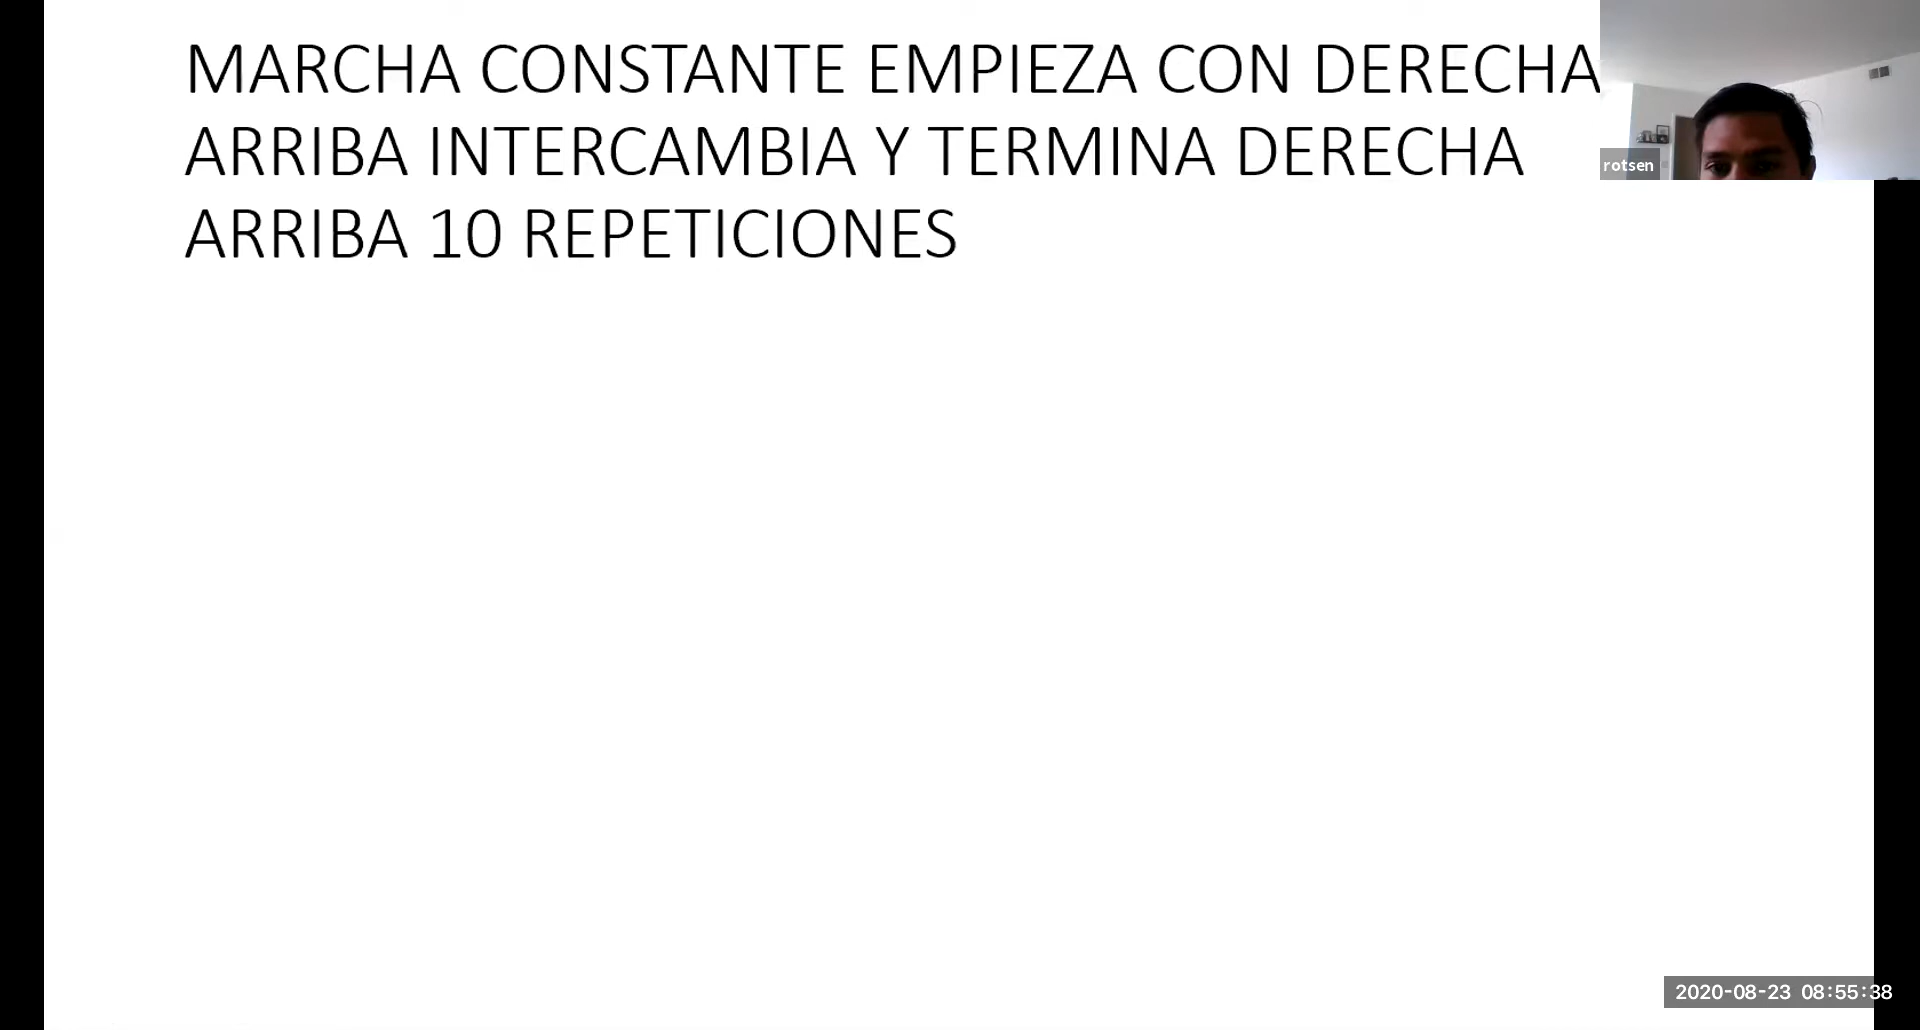 MARCHA CONSTANTE EMPIEZA CON DERECHA
ARRIBA INTERCAMBIA Y TERMINA DERECHA
ARRIBA 10 REPETICIONES
rotsen
2020-08-23 08:55:38